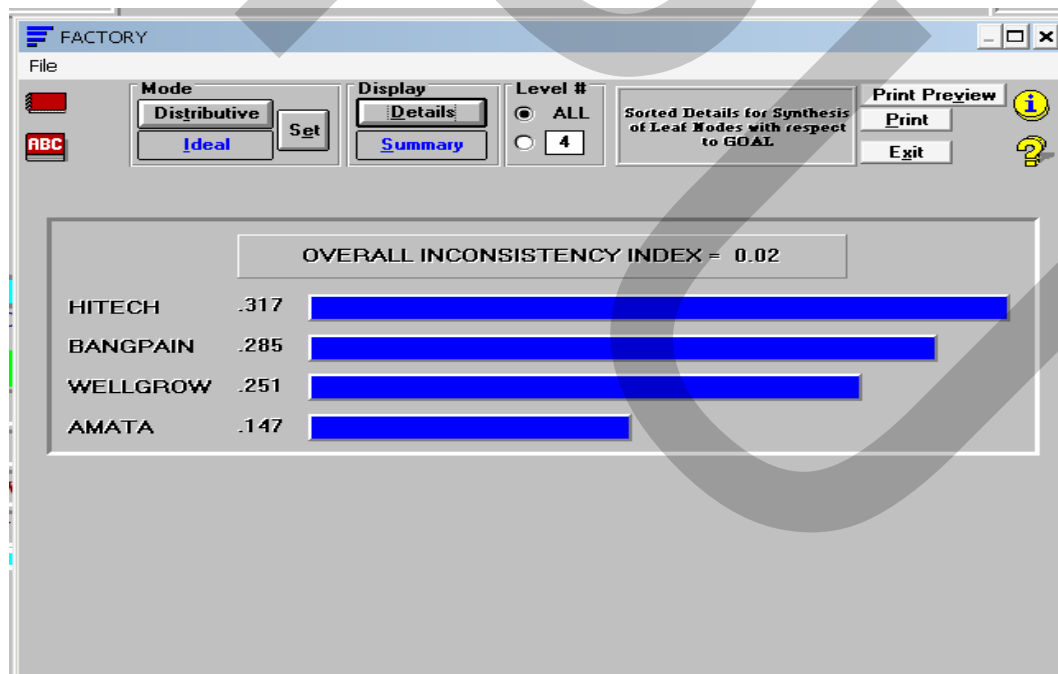 FACTORY
File
Mode
Distributive
Ideal
Set
Display
Details
Summary
Level #
ALL
4
Sorted Details for Synthesis
of Leaf Nodes with respect
to GOAL
Print Preview
Print
Exit
ABC
OVERALL INCONSISTENCY INDEX = 0.02
HITECH .317
BANGPAIN .285
WELLGROW .251
AMATA .147